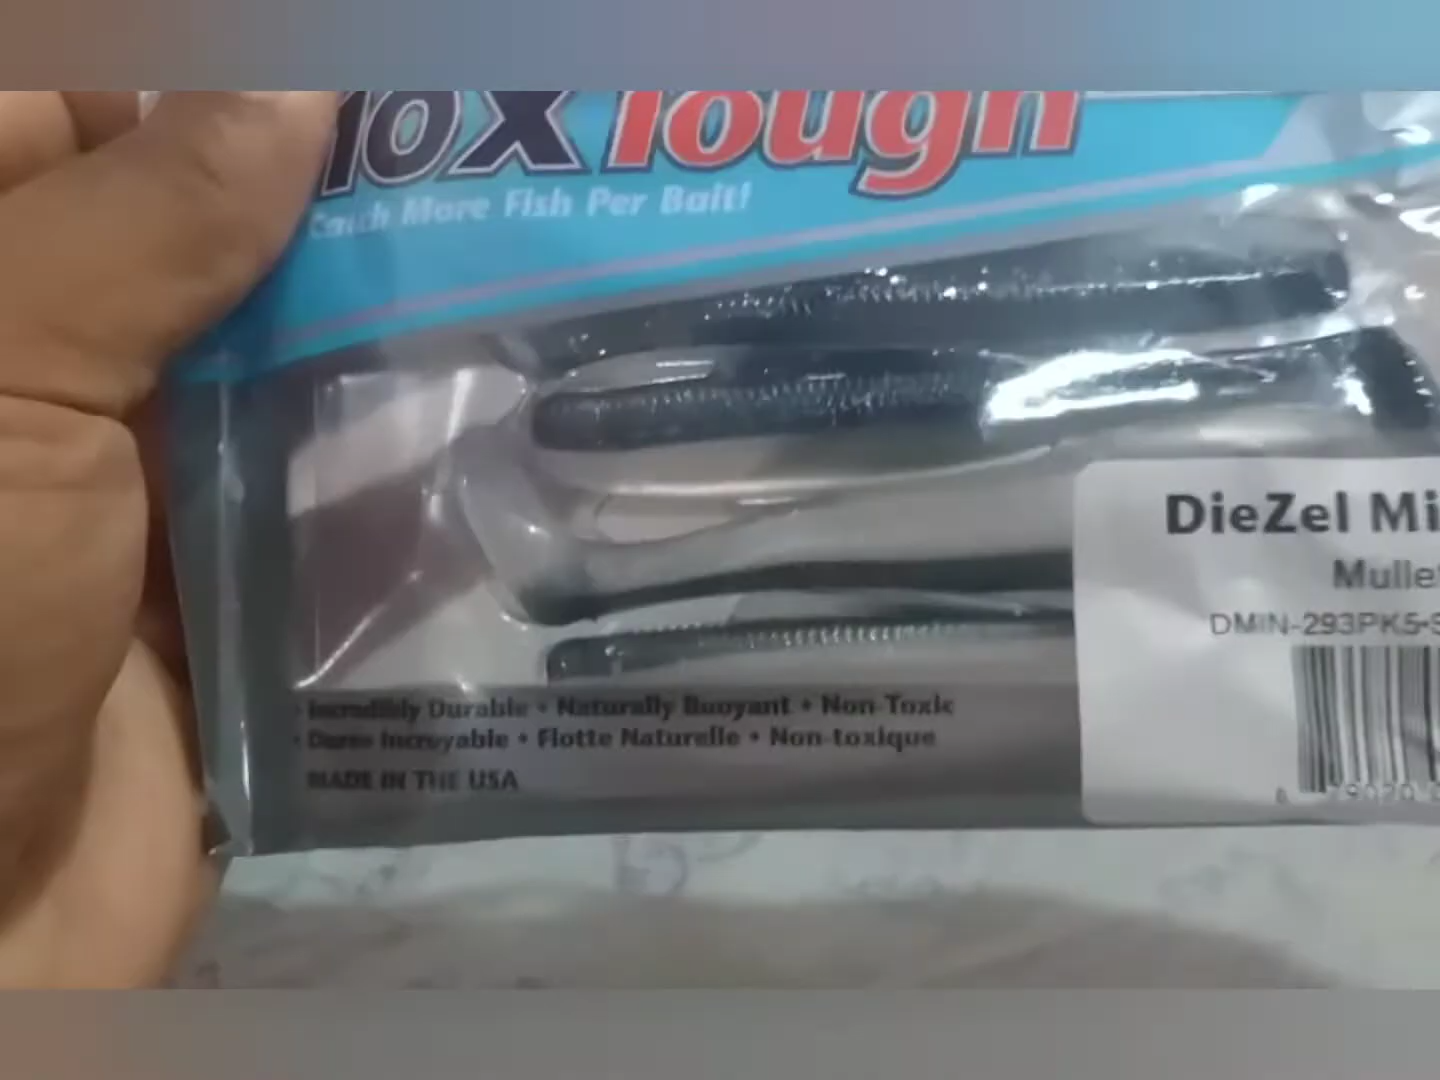 10X Tough
Catch More Fish Per Bait!
DieZel Mi
Mulle
DMIN-293PK5-S
• Incredibly Durable • Naturally Buoyant • Non-Toxic
• Duree Incroyable • Flotte Naturelle • Non-toxique
MADE IN THE USA